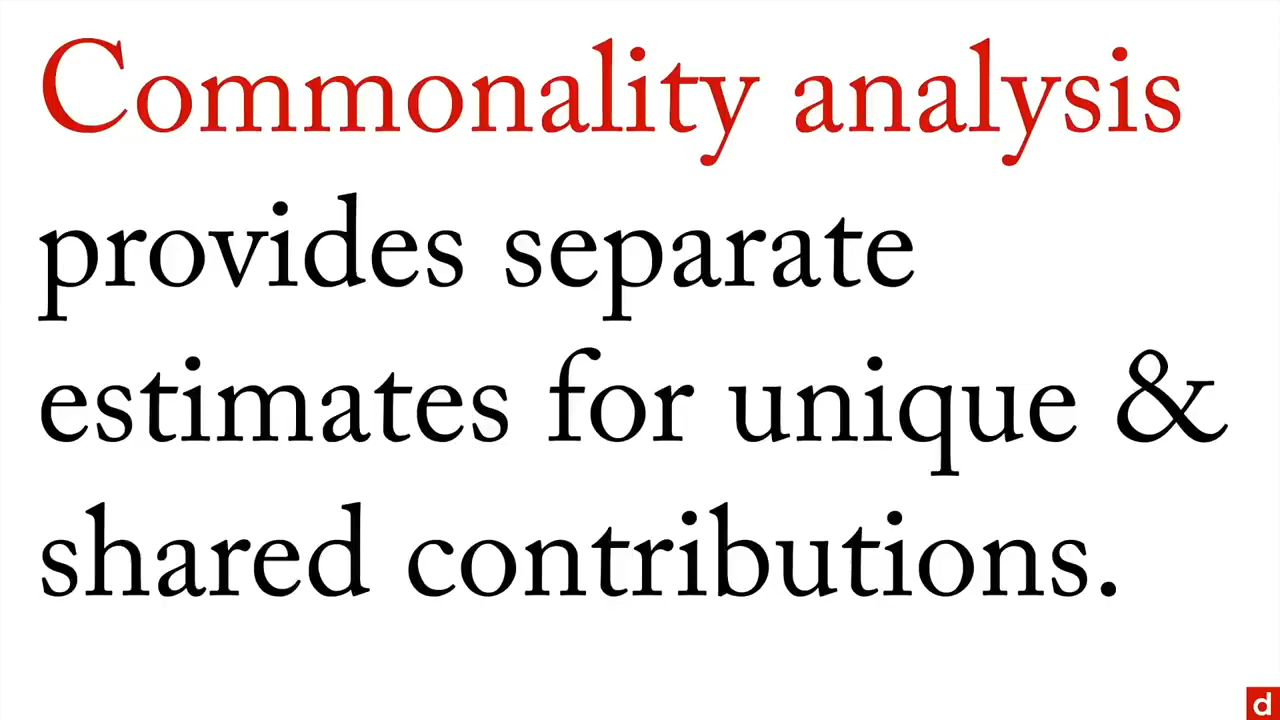 Commonality analysis
provides separate
estimates for unique &
shared contributions.
d